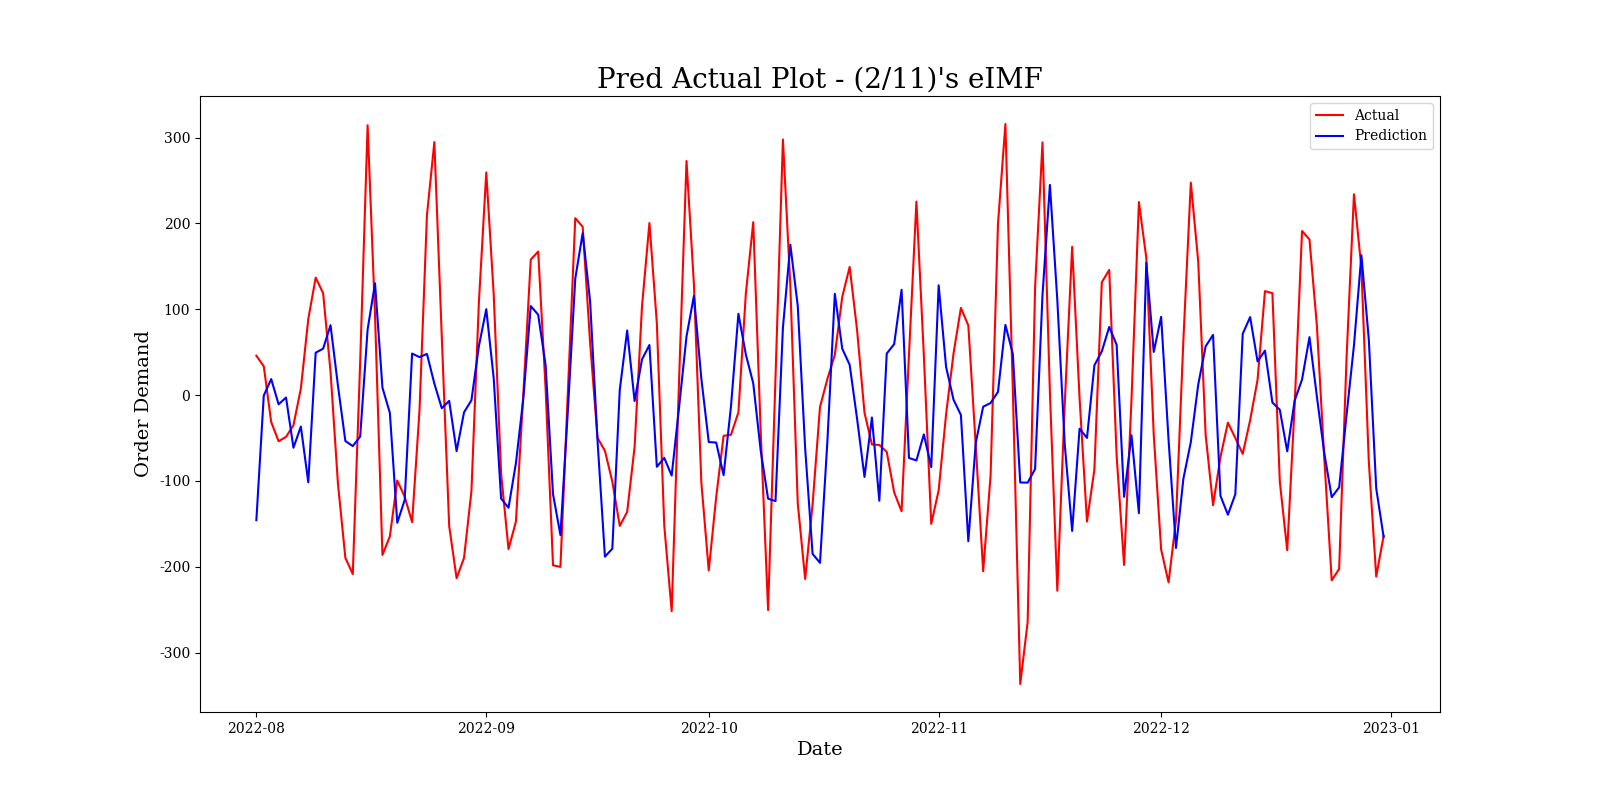 Pred Actual Plot - (2/11)'s eIMF
Actual
Prediction
Order Demand
300
200
100
0
-100
-200
-300
2022-08
2022-09
2022-10
2022-11
2022-12
2023-01
Date